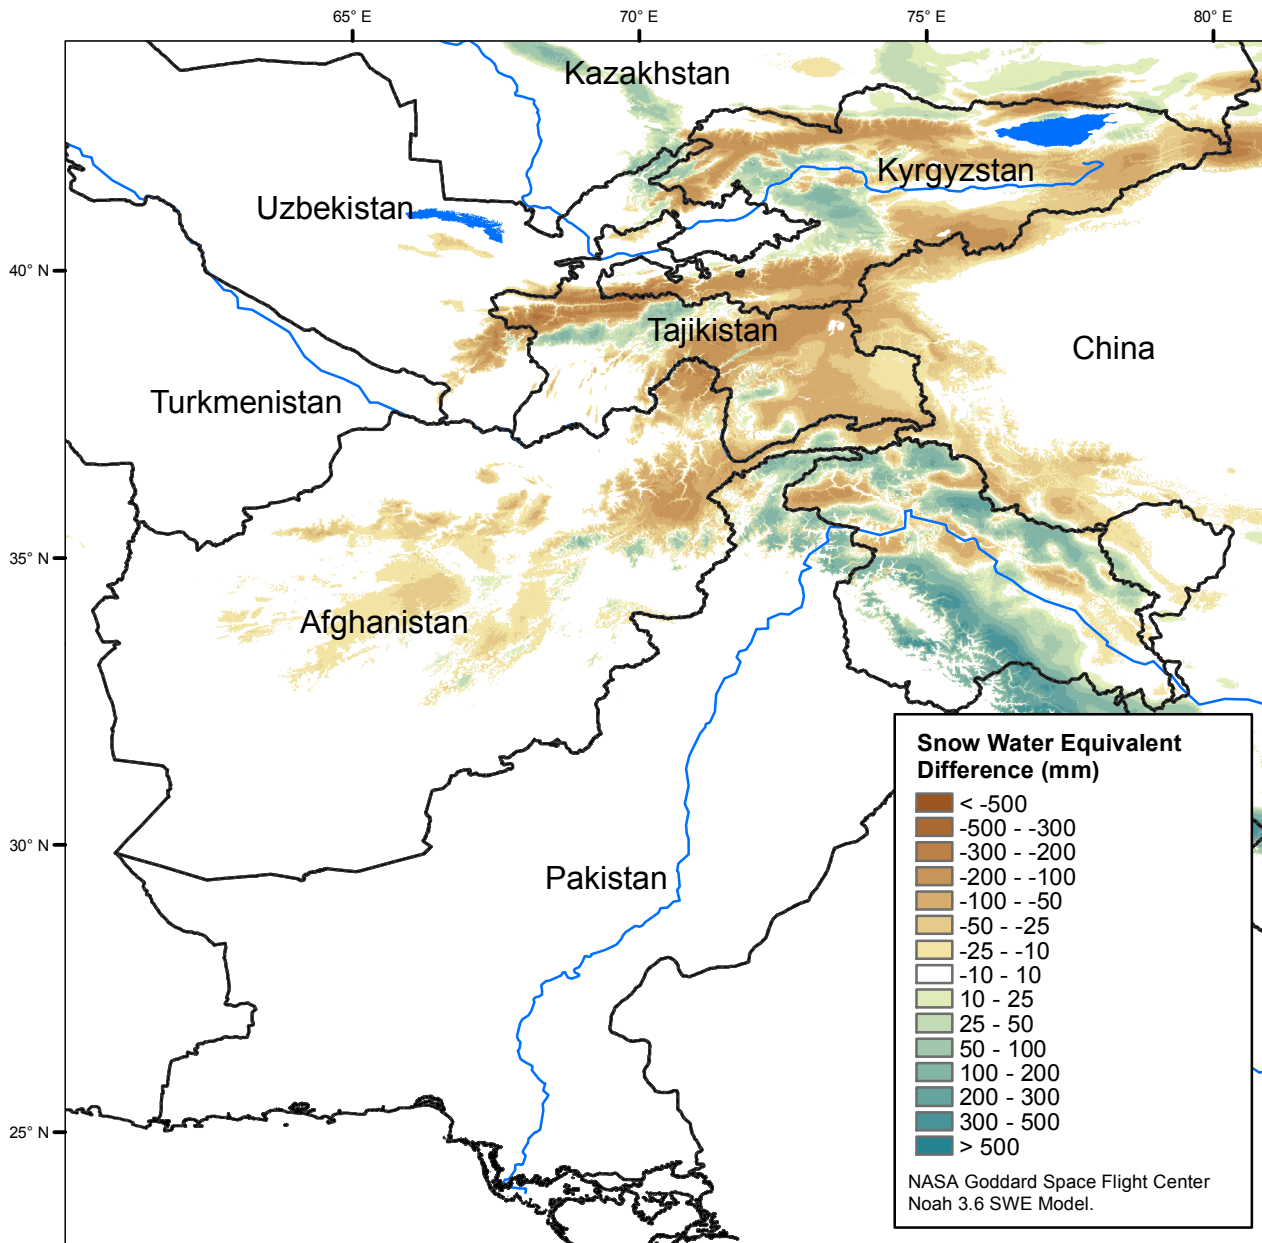 65° E
70° E
75° E
80° E
Kazakhstan
Kyrgyzstan
Uzbekistan
40° N
Tajikistan
China
Turkmenistan
35° N
Afghanistan
Snow Water Equivalent
Difference (mm)
< -500
-500 - -300
-300 - -200
-200 - -100
-100 - -50
-50 - -25
-25 - -10
-10 - 10
10 - 25
25 - 50
50 - 100
100 - 200
200 - 300
300 - 500
> 500
30° N
Pakistan
25° N
NASA Goddard Space Flight Center
Noah 3.6 SWE Model.